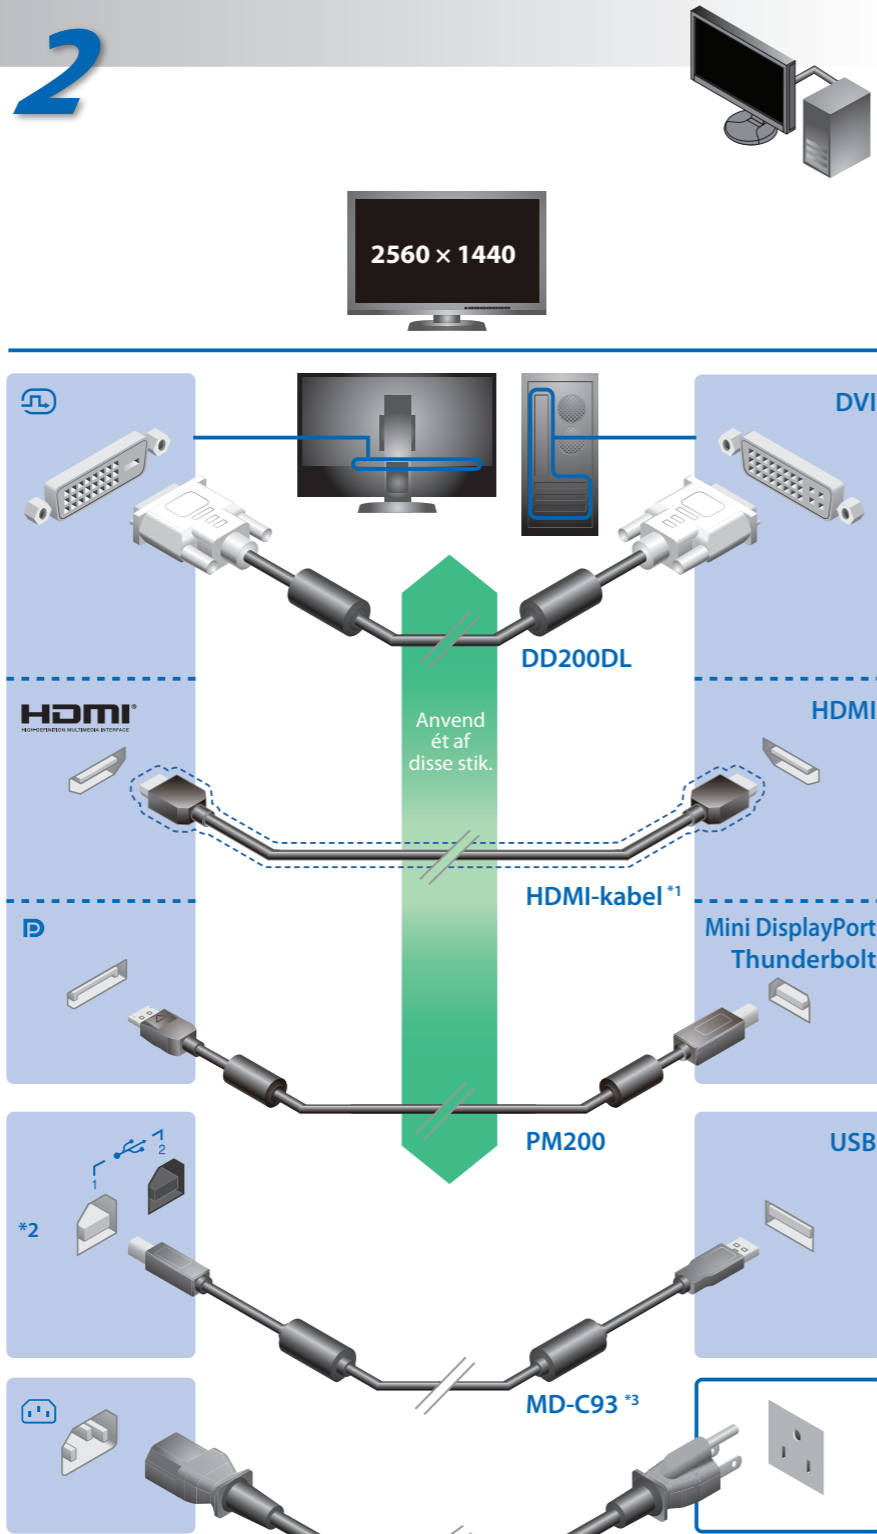 2
2560 × 1440
DVI
DD200DL
HDMI®
HIGH-DEFINITION MULTIMEDIA INTERFACE
HDMI
Anvend
ét af
disse stik.
HDMI-kabel *1
Mini DisplayPort
Thunderbolt
PM200
1
2
*2
USB
MD-C93 *3